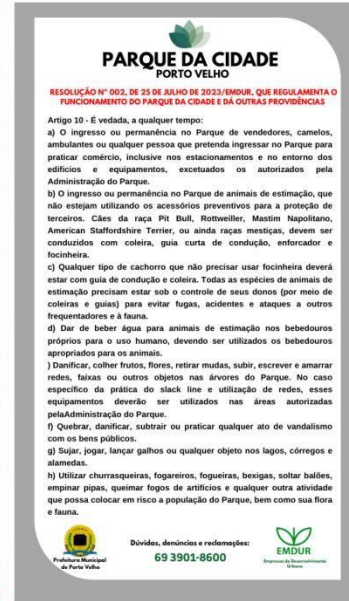 PARQUE DA CIDADE
PORTO VELHO
RESOLUÇÃO N° 002, DE 25 DE JULHO DE 2023/EMDUR, QUE REGULAMENTA O
FUNCIONAMENTO DO PARQUE DA CIDADE E DÁ OUTRAS PROVIDÊNCIAS
Artigo 10 - É vedada, a qualquer tempo:
a) O ingresso ou permanência no Parque de vendedores, camelos,
ambulantes ou qualquer pessoa que pretenda ingressar no Parque para
praticar comércio, inclusive nos estacionamentos e no entorno dos
edifícios e equipamentos, excetuados os autorizados pela
Administração do Parque.
b) O ingresso ou permanência no Parque de animais de estimação, que
não estejam utilizando os acessórios preventivos para a proteção de
terceiros. Cães da raça Pit Bull, Rottweiller, Mastim Napolitano,
American Staffordshire Terrier, ou ainda raças mestiças, devem ser
conduzidos com coleira, guia curta de condução, enforcador e
focinheira.
c) Qualquer tipo de cachorro que não precisar usar focinheira deverá
estar com guia de condução e coleira. Todas as espécies de animais de
estimação precisam estar sob o controle de seus donos (por meio de
coleiras e guias) para evitar fugas, acidentes e ataques a outros
frequentadores e à fauna.
d) Dar de beber água para animais de estimação nos bebedouros
próprios para o uso humano, devendo ser utilizados os bebedouros
apropriados para os animais.
) Danificar, colher frutos, flores, retirar mudas, subir, escrever e amarrar
redes, faixas ou outros objetos nas árvores do Parque. No caso
específico da prática do slack line e utilização de redes, esses
equipamentos deverão ser utilizados nas áreas autorizadas
pelaAdministração do Parque.
f) Quebrar, danificar, subtrair ou praticar qualquer ato de vandalismo
com os bens públicos.
g) Sujar, jogar, lançar galhos ou qualquer objeto nos lagos, córregos e
alamedas.
h) Utilizar churrasqueiras, fogareiros, fogueiras, bexigas, soltar balões,
empinar pipas, queimar fogos de artifícios e qualquer outra atividade
que possa colocar em risco a população do Parque, bem como sua flora
e fauna.
Prefeitura Municipal
de Porto Velho
Dúvidas, denúncias e reclamações:
69 3901-8600
EMDUR
Empresa de Desenvolvimento
Urbano